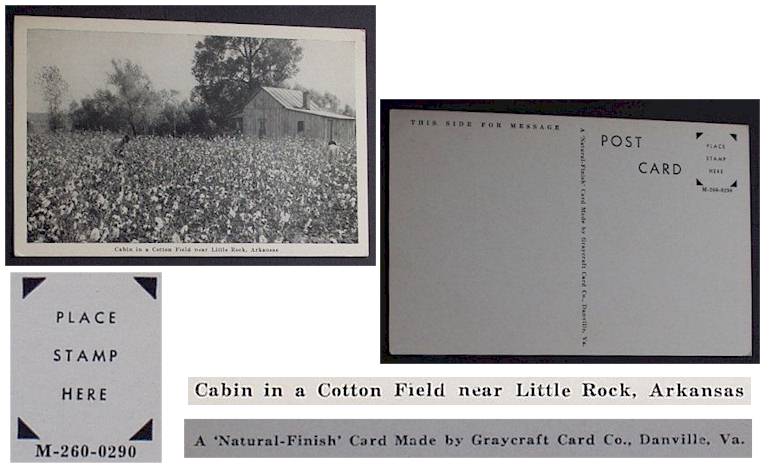 Cabin in a Cotton Field near Little Rock, Arkansas
THIS SIDE FOR MESSAGE
A 'Natural-Finish' Card Made by Graycraft Card Co., Danville, Va.
POST
CARD
PLACE
STAMP
HERE
M-260-0290
PLACE
STAMP
HERE
M-260-0290
Cabin in a Cotton Field near Little Rock, Arkansas
A 'Natural-Finish' Card Made by Graycraft Card Co., Danville, Va.